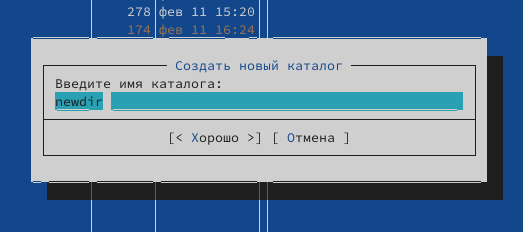 278 фев 11 15:20
174 фев 11 16:24
Создать новый каталог
Введите имя каталога:
newdir
[< Хорошо >] [ Отмена ]